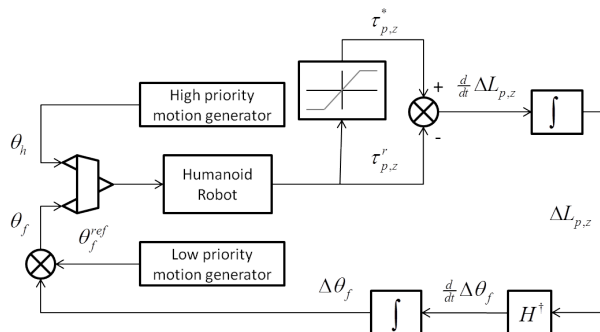 τ*p,z
High priority
motion generator
+
d/dt ΔLp,z
∫
-
θh
τrp,z
Humanoid
Robot
θf
θfref
ΔLp,z
Low priority
motion generator
Δθf
∫
d/dt Δθf
H†